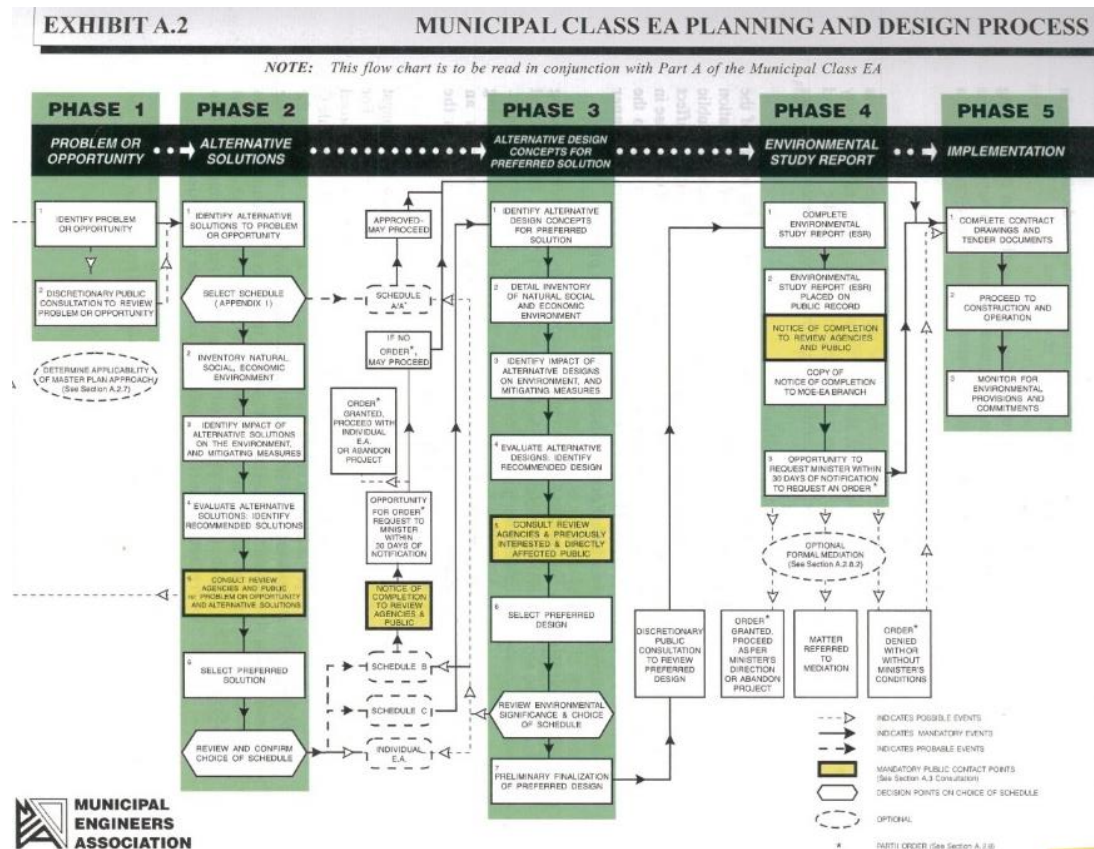 EXHIBIT A.2
MUNICIPAL CLASS EA PLANNING AND DESIGN PROCESS
NOTE: This flow chart is to be read in conjunction with Part A of the Municipal Class EA
PHASE 1
PROBLEM OR
OPPORTUNITY
1
IDENTIFY PROBLEM
OR OPPORTUNITY
2
DISCRETIONARY PUBLIC
CONSULTATION TO REVIEW
PROBLEM OR OPPORTUNITY
DETERMINE APPLICABILITY
OF MASTER PLAN APPROACH
(See Section A.2.7)
PHASE 2
ALTERNATIVE
SOLUTIONS
1
IDENTIFY ALTERNATIVE
SOLUTIONS TO PROBLEM
OR OPPORTUNITY
SELECT SCHEDULE
(APPENDIX I)
2
INVENTORY NATURAL,
SOCIAL, ECONOMIC
ENVIRONMENT
3
IDENTIFY IMPACT OF
ALTERNATIVE SOLUTIONS
ON THE ENVIRONMENT,
AND MITIGATING MEASURES
4
EVALUATE ALTERNATIVE
SOLUTIONS: IDENTIFY
RECOMMENDED SOLUTIONS
5
CONSULT REVIEW
AGENCIES AND PUBLIC
re: PROBLEM OR OPPORTUNITY
AND ALTERNATIVE SOLUTIONS
6
SELECT PREFERRED
SOLUTION
REVIEW AND CONFIRM
CHOICE OF SCHEDULE
APPROVED-
MAY PROCEED
SCHEDULE
A/A+
IF NO
ORDER*,
MAY PROCEED
ORDER*
GRANTED,
PROCEED WITH
INDIVIDUAL
E.A.
OR ABANDON
PROJECT
OPPORTUNITY
FOR ORDER*
REQUEST TO
MINISTER
WITHIN
30 DAYS OF
NOTIFICATION
NOTICE OF
COMPLETION
TO REVIEW
AGENCIES &
PUBLIC
SCHEDULE B
SCHEDULE C
INDIVIDUAL
E.A.
PHASE 3
ALTERNATIVE DESIGN
CONCEPTS FOR
PREFERRED SOLUTION
1
IDENTIFY ALTERNATIVE
DESIGN CONCEPTS
FOR PREFERRED
SOLUTION
2
DETAIL INVENTORY
OF NATURAL SOCIAL
AND ECONOMIC
ENVIRONMENT
3
IDENTIFY IMPACT OF
ALTERNATIVE DESIGNS
ON ENVIRONMENT, AND
MITIGATING MEASURES
4
EVALUATE ALTERNATIVE
DESIGNS: IDENTIFY
RECOMMENDED DESIGN
5
CONSULT REVIEW
AGENCIES & PREVIOUSLY
INTERESTED & DIRECTLY
AFFECTED PUBLIC
6
SELECT PREFERRED
DESIGN
REVIEW ENVIRONMENTAL
SIGNIFICANCE & CHOICE
OF SCHEDULE
7
PRELIMINARY FINALIZATION
OF PREFERRED DESIGN
DISCRETIONARY
PUBLIC
CONSULTATION
TO REVIEW
PREFERRED
DESIGN
PHASE 4
ENVIRONMENTAL
STUDY REPORT
1
COMPLETE
ENVIRONMENTAL
STUDY REPORT (ESR)
2
ENVIRONMENTAL
STUDY REPORT (ESR)
PLACED ON
PUBLIC RECORD
NOTICE OF COMPLETION
TO REVIEW AGENCIES
AND PUBLIC
COPY OF
NOTICE OF COMPLETION
TO MOE-EA BRANCH
3
OPPORTUNITY TO
REQUEST MINISTER WITHIN
30 DAYS OF NOTIFICATION
TO REQUEST AN ORDER*
OPTIONAL
FORMAL MEDIATION
(See Section A.2.8.2)
ORDER*
GRANTED,
PROCEED AS PER
MINISTER'S
DIRECTION
OR ABANDON
PROJECT
MATTER
REFERRED
TO
MEDIATION
ORDER*
DENIED
WITH OR
WITHOUT
MINISTER'S
CONDITIONS
PHASE 5
IMPLEMENTATION
1
COMPLETE CONTRACT
DRAWINGS AND
TENDER DOCUMENTS
2
PROCEED TO
CONSTRUCTION AND
OPERATION
3
MONITOR FOR
ENVIRONMENTAL
PROVISIONS AND
COMMITMENTS
INDICATES POSSIBLE EVENTS
INDICATES MANDATORY EVENTS
INDICATES PROBABLE EVENTS
MANDATORY PUBLIC CONTACT POINTS
(See Section A.3 Consultation)
DECISION POINTS ON CHOICE OF SCHEDULE
OPTIONAL
* PART II ORDER (See Section A.2.8)
MUNICIPAL
ENGINEERS
ASSOCIATION